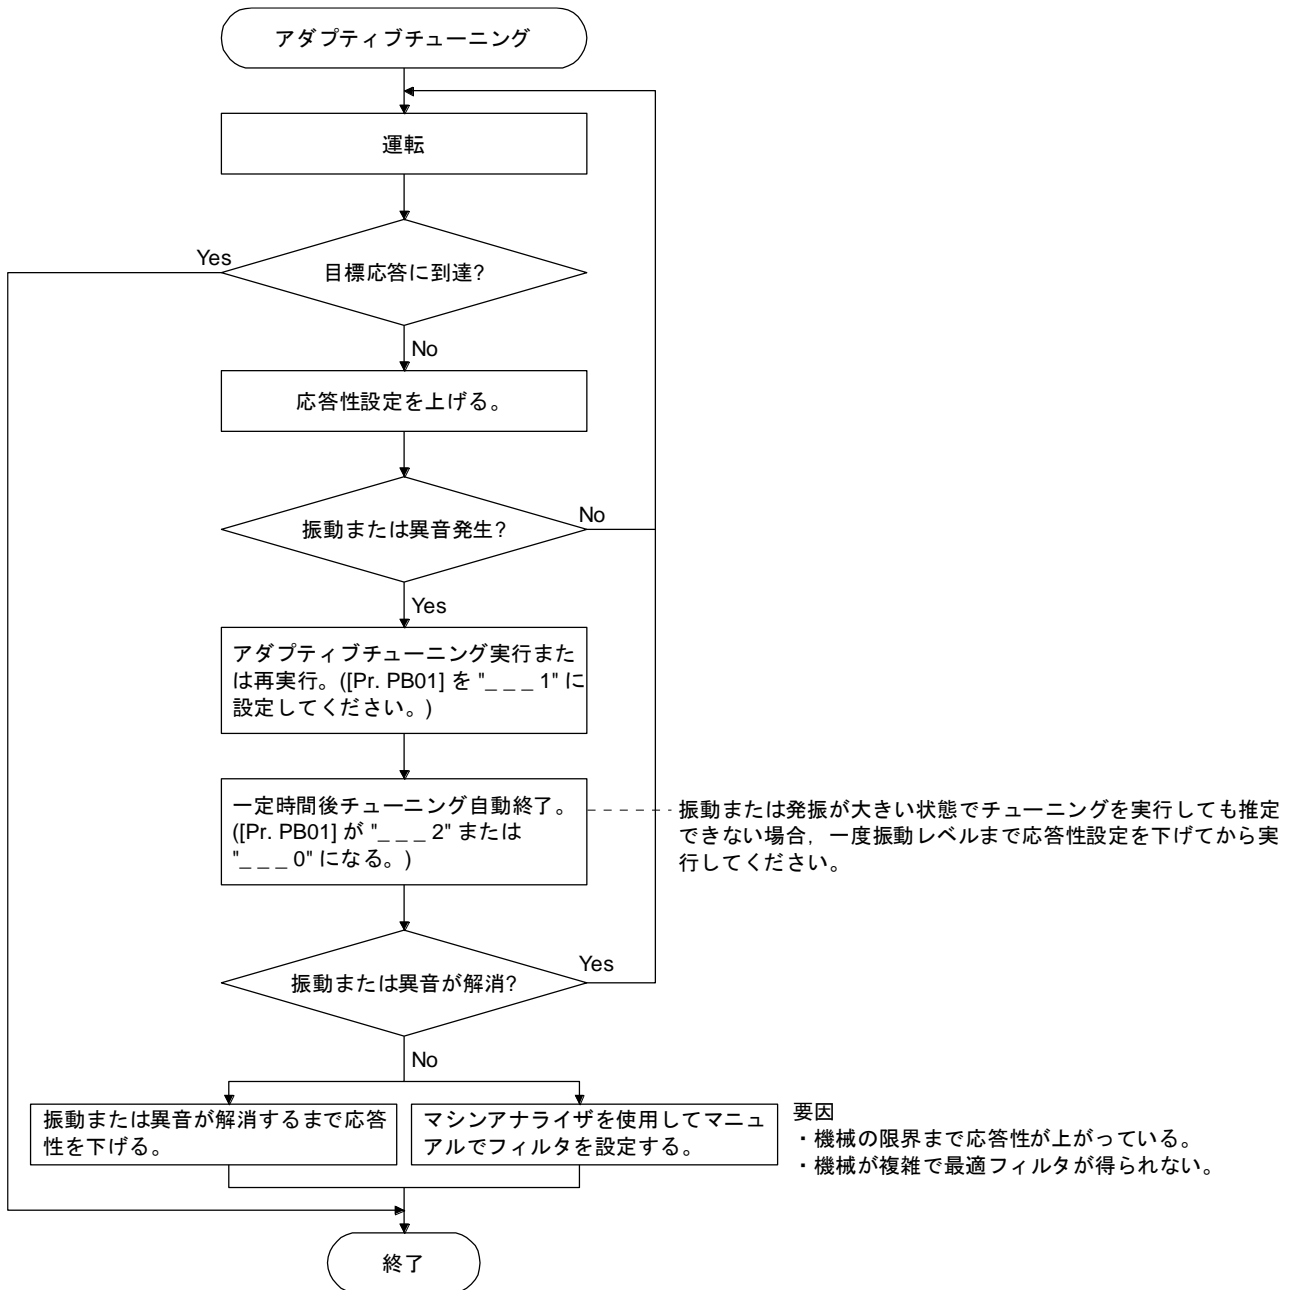 アダプティブチューニング
運転
Yes
目標応答に到達?
No
応答性設定を上げる。
振動または異音発生?
No
Yes
アダプティブチューニング実行また
は再実行。([Pr. PB01] を "_ _ _ 1" に
設定してください。)
一定時間後チューニング自動終了。
([Pr. PB01] が "_ _ _ 2" または
"_ _ _ 0" になる。)
振動または発振が大きい状態でチューニングを実行しても推定
できない場合，一度振動レベルまで応答性設定を下げてから実
行してください。
振動または異音が解消?
Yes
No
振動または異音が解消するまで応答
性を下げる。
マシンアナライザを使用してマニュ
アルでフィルタを設定する。
要因
・機械の限界まで応答性が上がっている。
・機械が複雑で最適フィルタが得られない。
終了